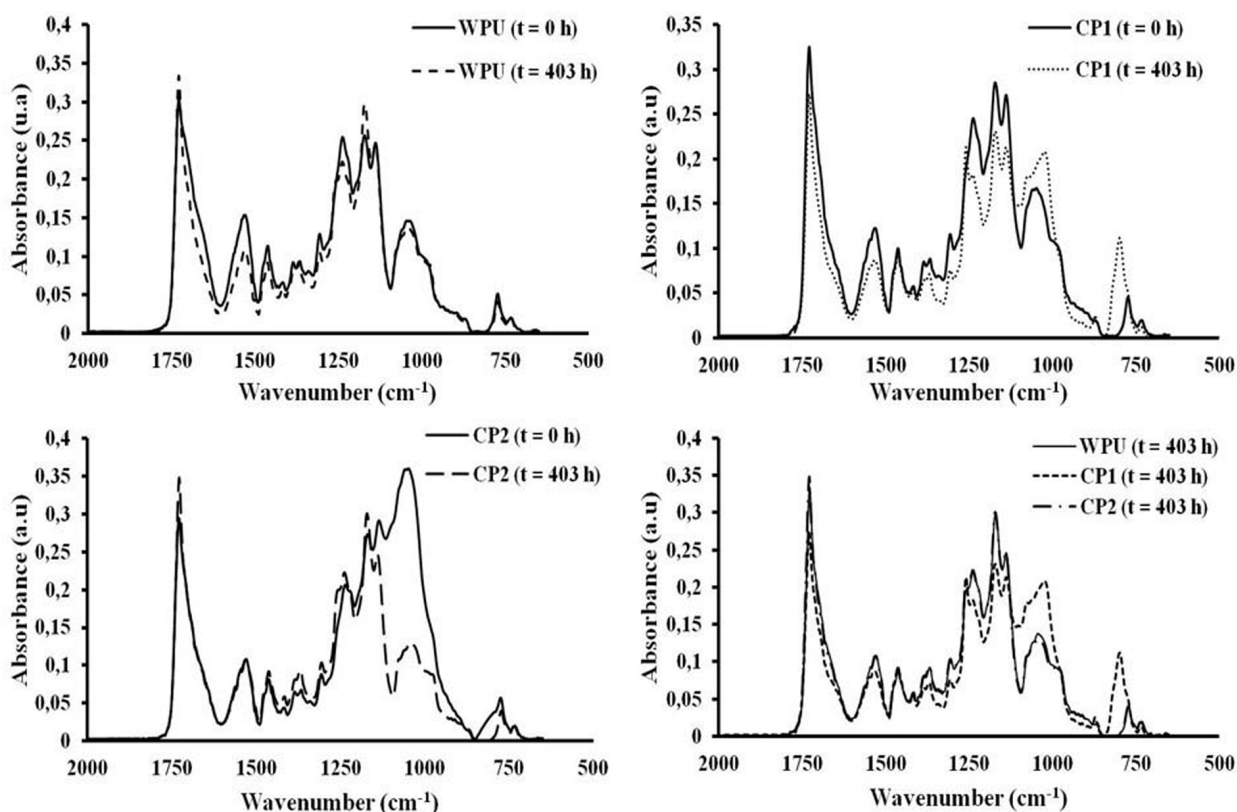 0,4
0,35
0,3
0,25
0,2
0,15
0,1
0,05
0
Absorbance (u.a)
WPU (t = 0 h)
WPU (t = 403 h)
2000 1750 1500 1250 1000 750 500
Wavenumber (cm-1)
0,35
0,3
0,25
0,2
0,15
0,1
0,05
0
Absorbance (a.u)
CP1 (t = 0 h)
CP1 (t = 403 h)
2000 1750 1500 1250 1000 750 500
Wavenumber (cm-1)
0,4
0,35
0,3
0,25
0,2
0,15
0,1
0,05
0
Absorbance (a.u)
CP2 (t = 0 h)
CP2 (t = 403 h)
2000 1750 1500 1250 1000 750 500
Wavenumber (cm-1)
0,4
0,35
0,3
0,25
0,2
0,15
0,1
0,05
0
Absorbance (a.u)
WPU (t = 403 h)
CP1 (t = 403 h)
CP2 (t = 403 h)
2000 1750 1500 1250 1000 750 500
Wavenumber (cm-1)